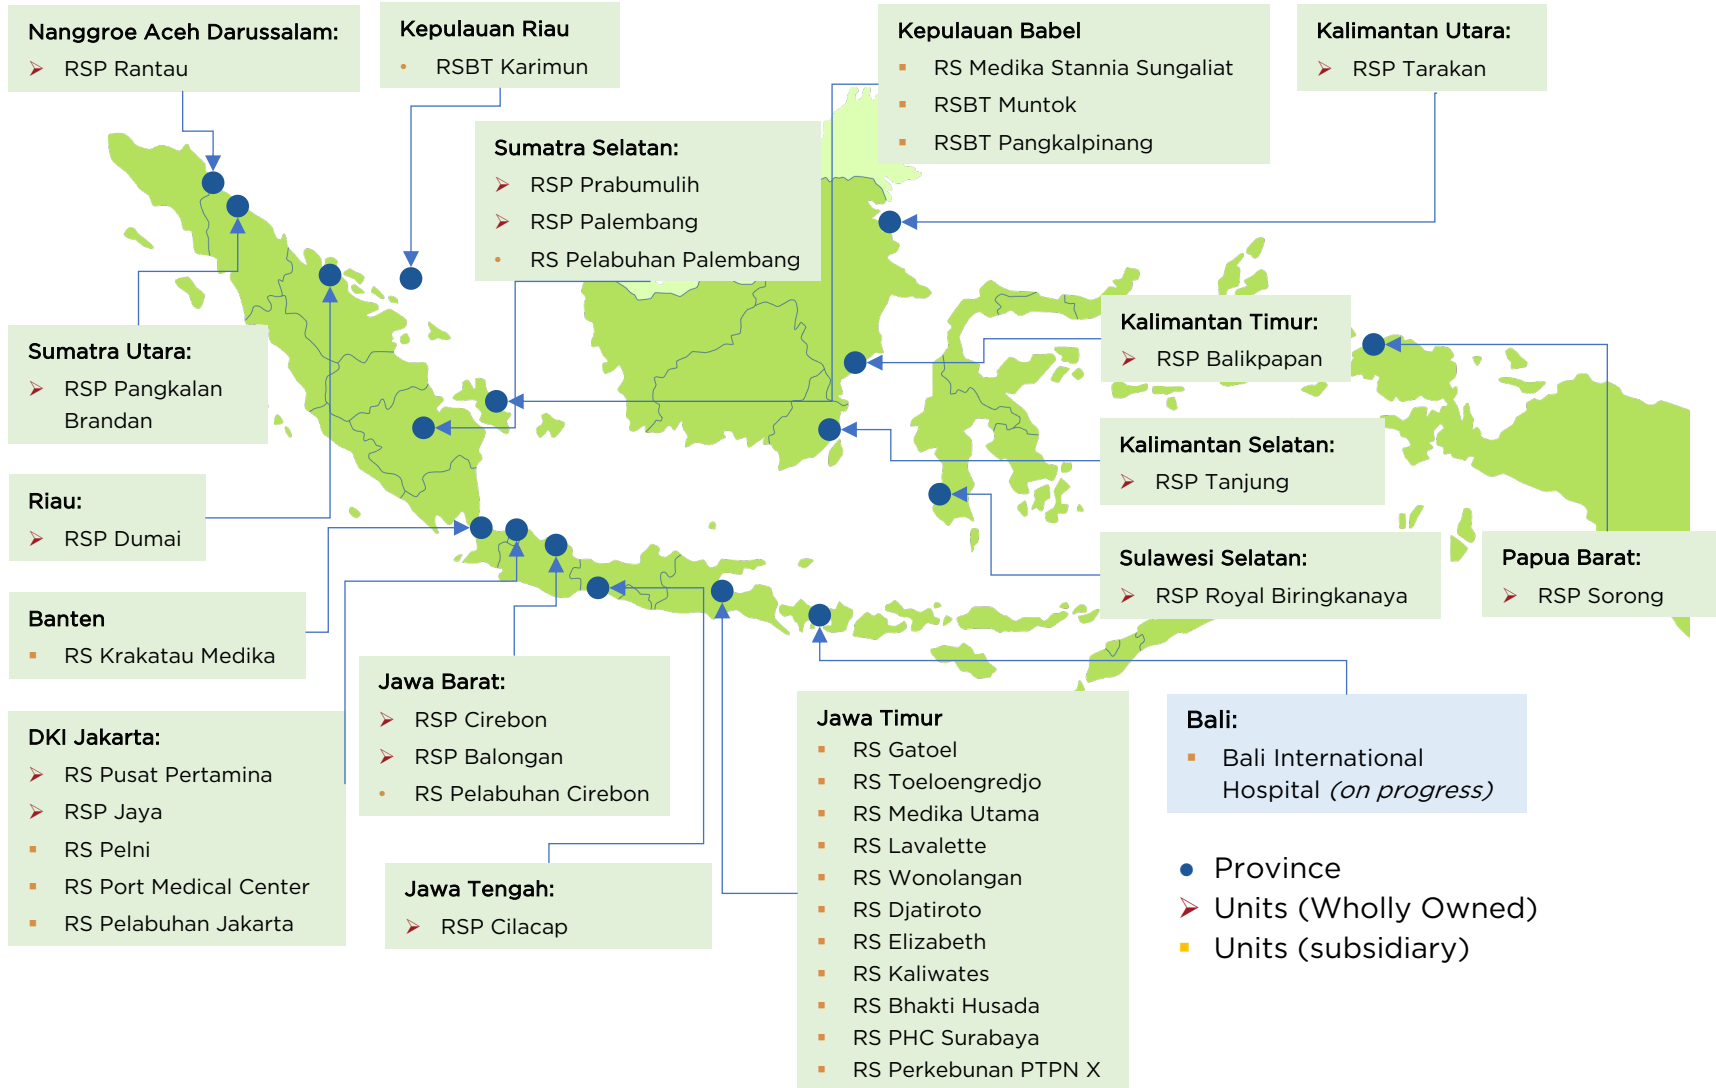 Nanggroe Aceh Darussalam:
RSP Rantau
Kepulauan Riau
RSBT Karimun
Kepulauan Babel
RS Medika Stannia Sungaliat
RSBT Muntok
RSBT Pangkalpinang
Kalimantan Utara:
RSP Tarakan
Sumatra Selatan:
RSP Prabumulih
RSP Palembang
RS Pelabuhan Palembang
Sumatra Utara:
RSP Pangkalan
Brandan
Kalimantan Timur:
RSP Balikpapan
Kalimantan Selatan:
RSP Tanjung
Riau:
RSP Dumai
Sulawesi Selatan:
RSP Royal Biringkanaya
Papua Barat:
RSP Sorong
Banten
RS Krakatau Medika
Jawa Barat:
RSP Cirebon
RSP Balongan
RS Pelabuhan Cirebon
DKI Jakarta:
RS Pusat Pertamina
RSP Jaya
RS Pelni
RS Port Medical Center
RS Pelabuhan Jakarta
Jawa Tengah:
RSP Cilacap
Jawa Timur
RS Gatoel
RS Toeloengredjo
RS Medika Utama
RS Lavalette
RS Wonolangan
RS Djatiroto
RS Elizabeth
RS Kaliwates
RS Bhakti Husada
RS PHC Surabaya
RS Perkebunan PTPN X
Bali:
Bali International
Hospital (on progress)
Province
Units (Wholly Owned)
Units (subsidiary)